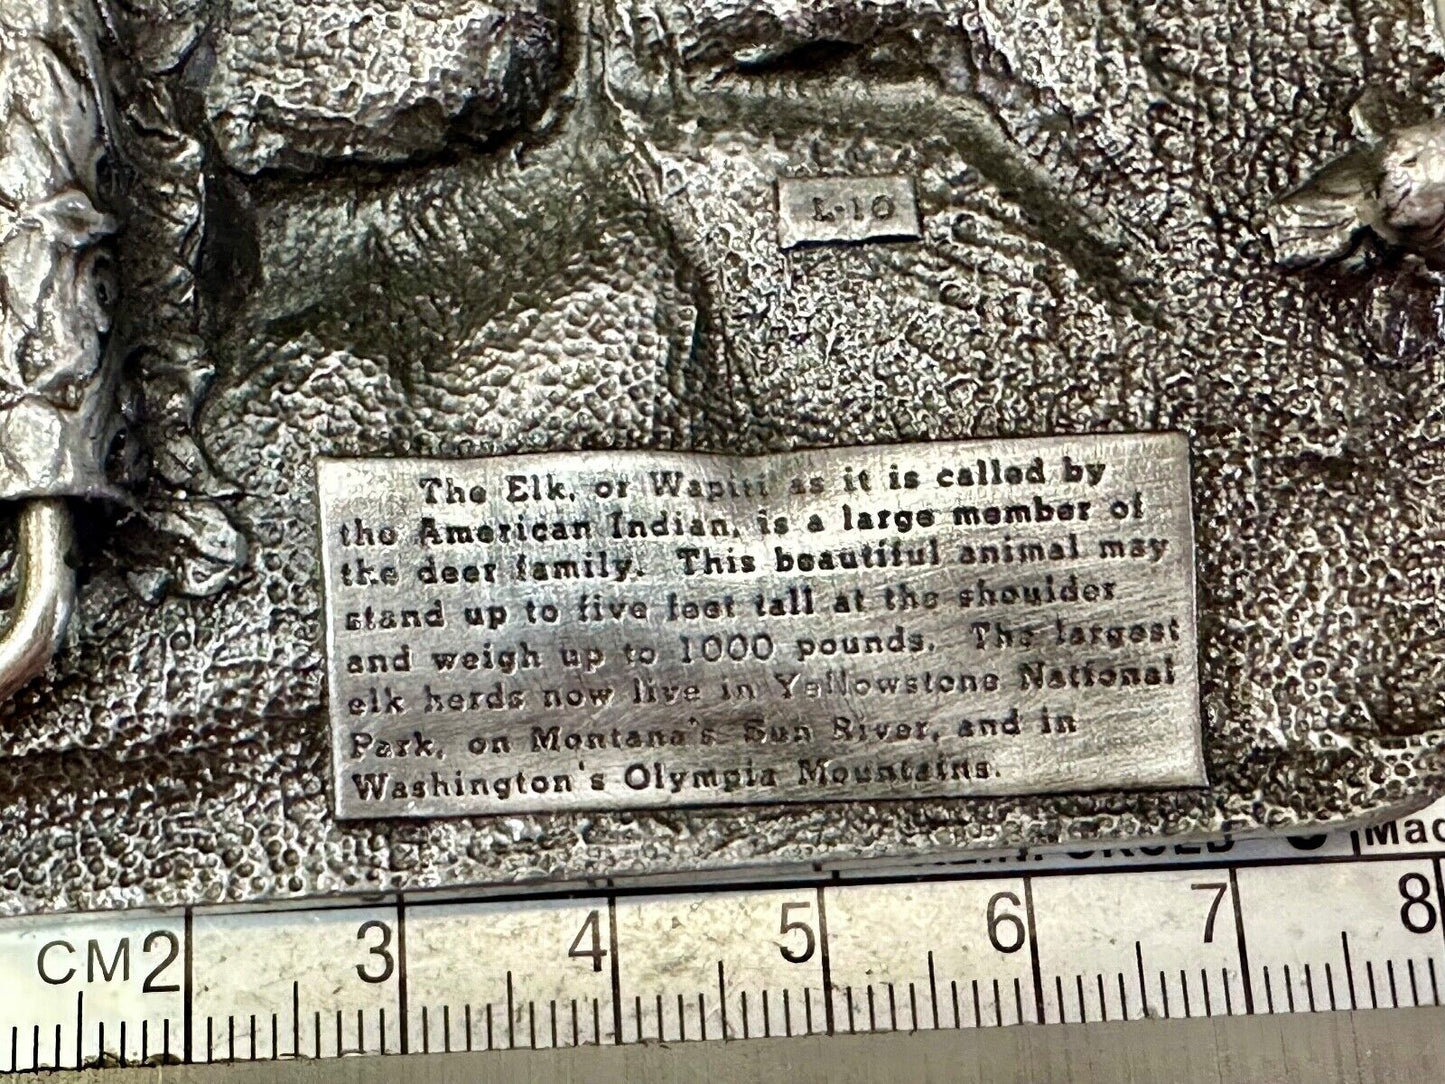 L-10
The Elk, or Wapiti as it is called by
the American Indian, is a large member of
the deer family. This beautiful animal may
stand up to five feet tall at the shoulder
and weigh up to 1000 pounds. The largest
elk herds now live in Yellowstone National
Park, on Montana's Sun River, and in
Washington's Olympia Mountains.
CM 2 3 4 5 6 7 8